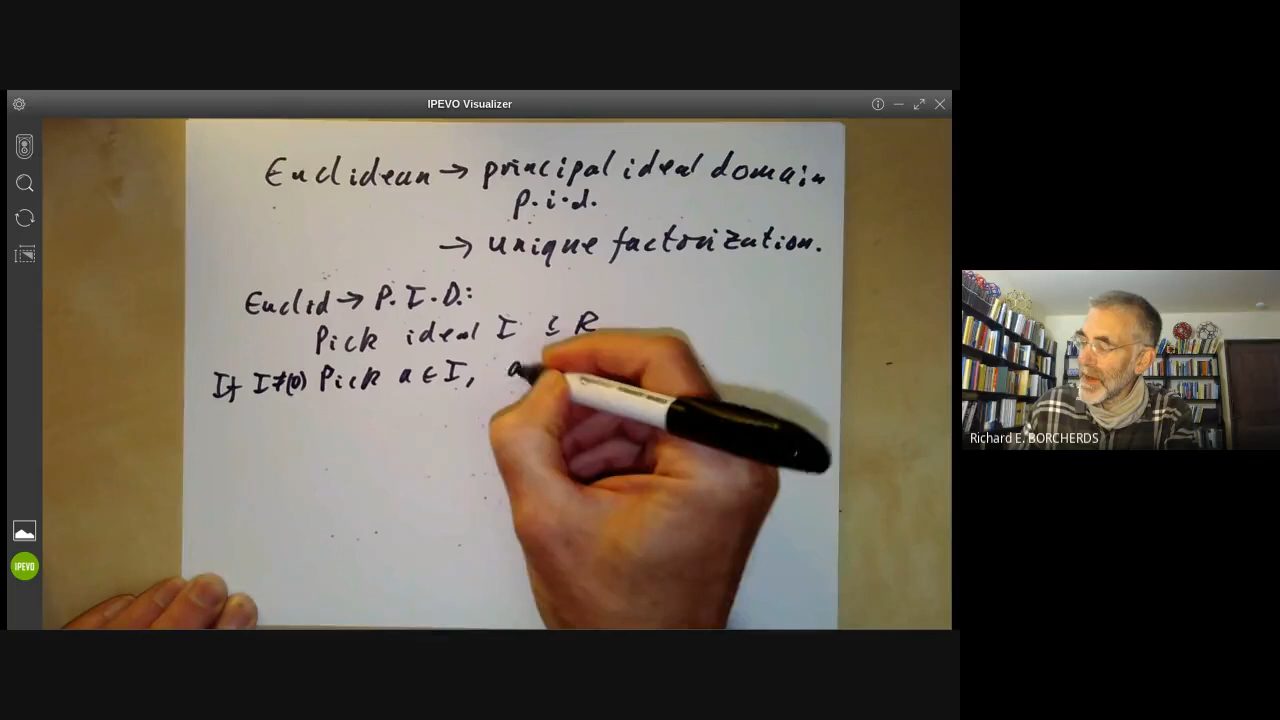 IPEVO Visualizer
Euclidean → principal ideal domain
p.i.d.
→ unique factorization.
Euclid → P.I.D.:
Pick ideal I ⊆ R
If I≠(0) Pick a ∈ I, a
Richard E. BORCHERDS
IPEVO